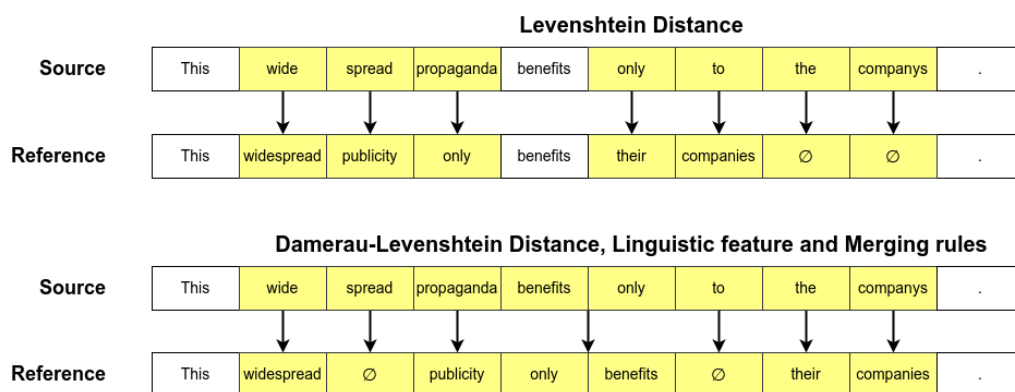 Levenshtein Distance
Source This wide spread propaganda benefits only to the companys .
Reference This widespread publicity only benefits their companies ∅ ∅ .
Damerau-Levenshtein Distance, Linguistic feature and Merging rules
Source This wide spread propaganda benefits only to the companys .
Reference This widespread ∅ publicity only benefits ∅ their companies .